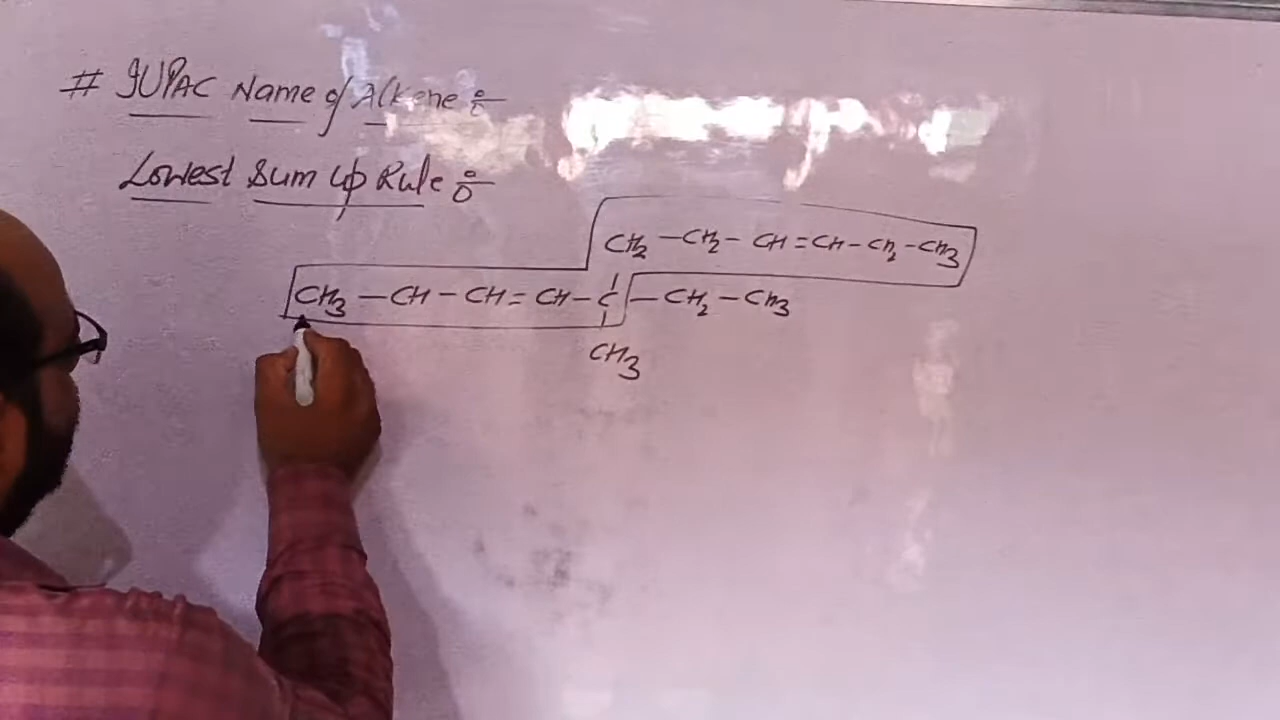 # IUPAC Name of Alkene :-
Lowest Sum Up Rule :-
CH2 - CH2 - CH = CH - CH2 - CH3
CH3 - CH - CH = CH - C - CH2 - CH3
CH3